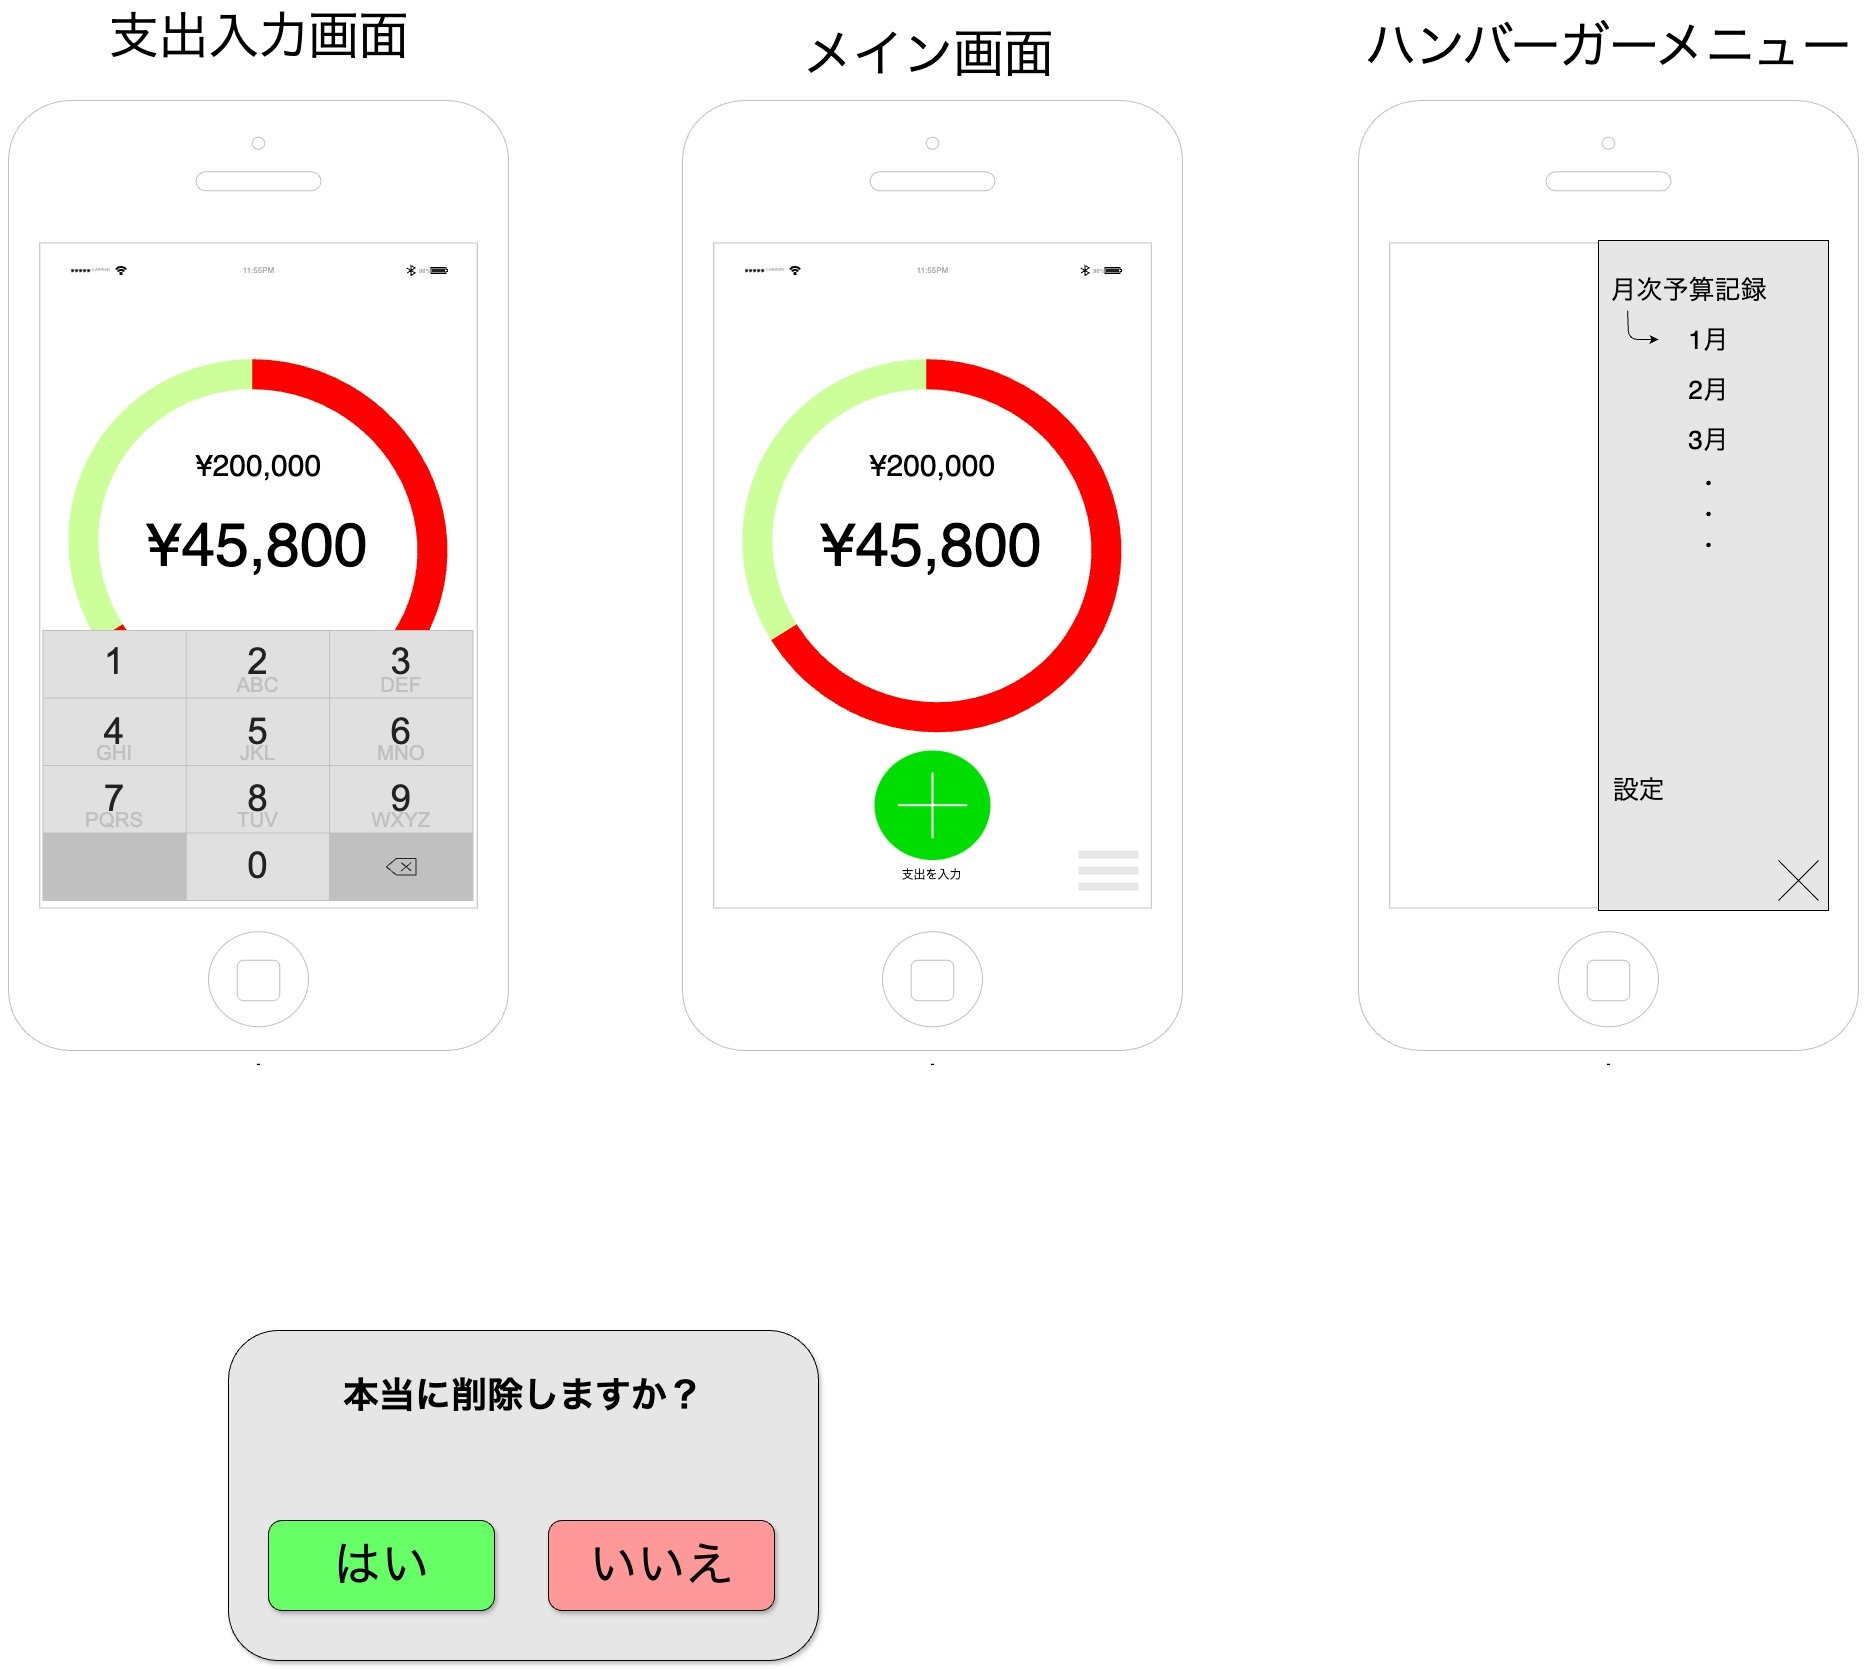 支出入力画面
メイン画面
ハンバーガーメニュー
CARRIER
11:55PM
98%
¥200,000
¥45,800
1
2
ABC
3
DEF
4
GHI
5
JKL
6
MNO
7
PQRS
8
TUV
9
WXYZ
0
CARRIER
11:55PM
98%
¥200,000
¥45,800
支出を入力
月次予算記録
1月
2月
3月
・
・
・
設定
本当に削除しますか？
はい
いいえ